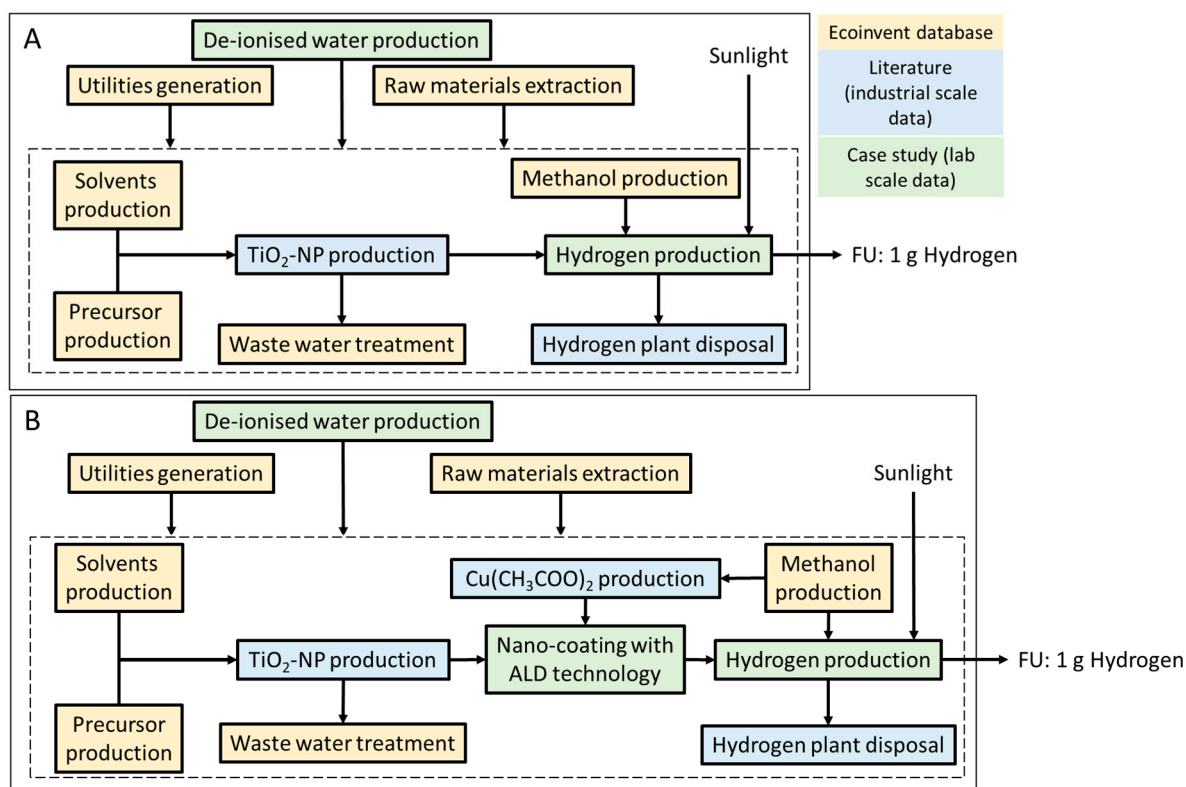 A
De-ionised water production
Utilities generation
Raw materials extraction
Sunlight
Solvents
production
Methanol production
TiO₂-NP production
Hydrogen production
FU: 1 g Hydrogen
Precursor
production
Waste water treatment
Hydrogen plant disposal
Ecoinvent database
Literature
(industrial scale
data)
Case study (lab
scale data)
B
De-ionised water production
Utilities generation
Raw materials extraction
Sunlight
Solvents
production
Cu(CH₃COO)₂ production
Methanol
production
TiO₂-NP production
Nano-coating with
ALD technology
Hydrogen production
FU: 1 g Hydrogen
Precursor
production
Waste water treatment
Hydrogen plant disposal